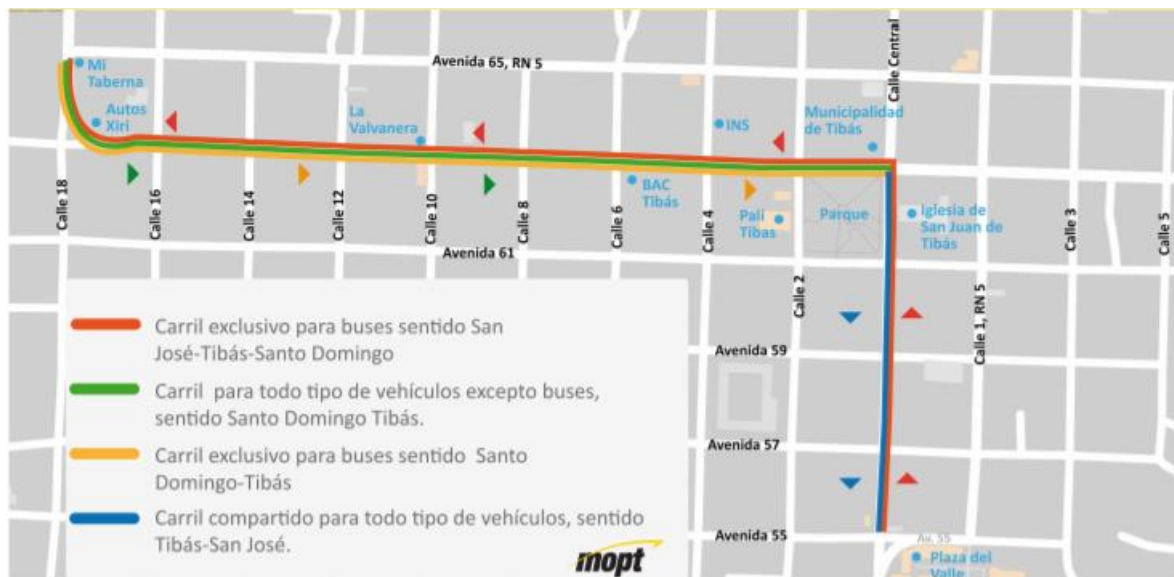 Calle Central
Avenida 65, RN 5
Mi
Taberna
Autos
Xiri
La
Valvanera
INS
Municipalidad
de Tibás
Calle 18
Calle 16
Calle 14
Calle 12
Calle 10
Calle 8
Calle 6
Calle 4
Calle 2
Calle 1, RN 5
Calle 3
Calle 5
BAC
Tibás
Pali
Tibas
Parque
Iglesia de
San Juan de
Tibás
Avenida 61
Avenida 59
Avenida 57
Avenida 55
Av. 55
Plaza del
Valle
Carril exclusivo para buses sentido San
José-Tibás-Santo Domingo
Carril para todo tipo de vehículos excepto buses,
sentido Santo Domingo Tibás.
Carril exclusivo para buses sentido Santo
Domingo-Tibás
Carril compartido para todo tipo de vehículos, sentido
Tibás-San José.
mopt